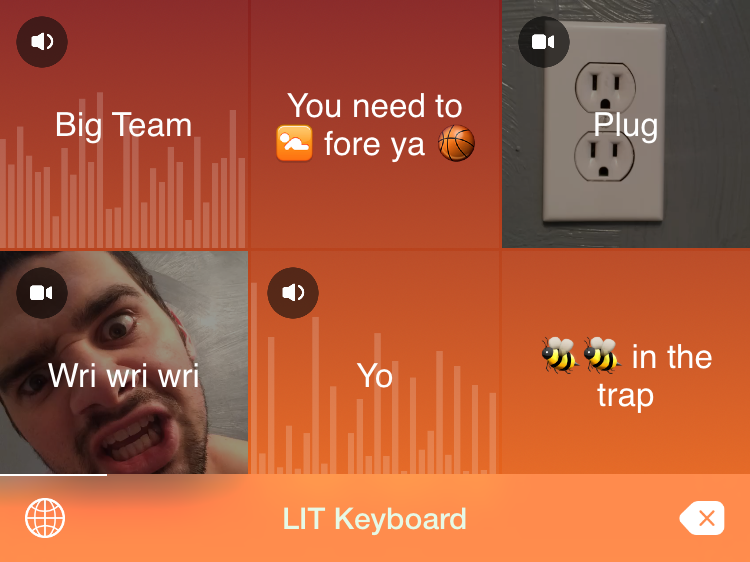 Big Team
You need to
🚼 fore ya 🏀
Plug
Wri wri wri
Yo
🐝🐝 in the
trap
LIT Keyboard